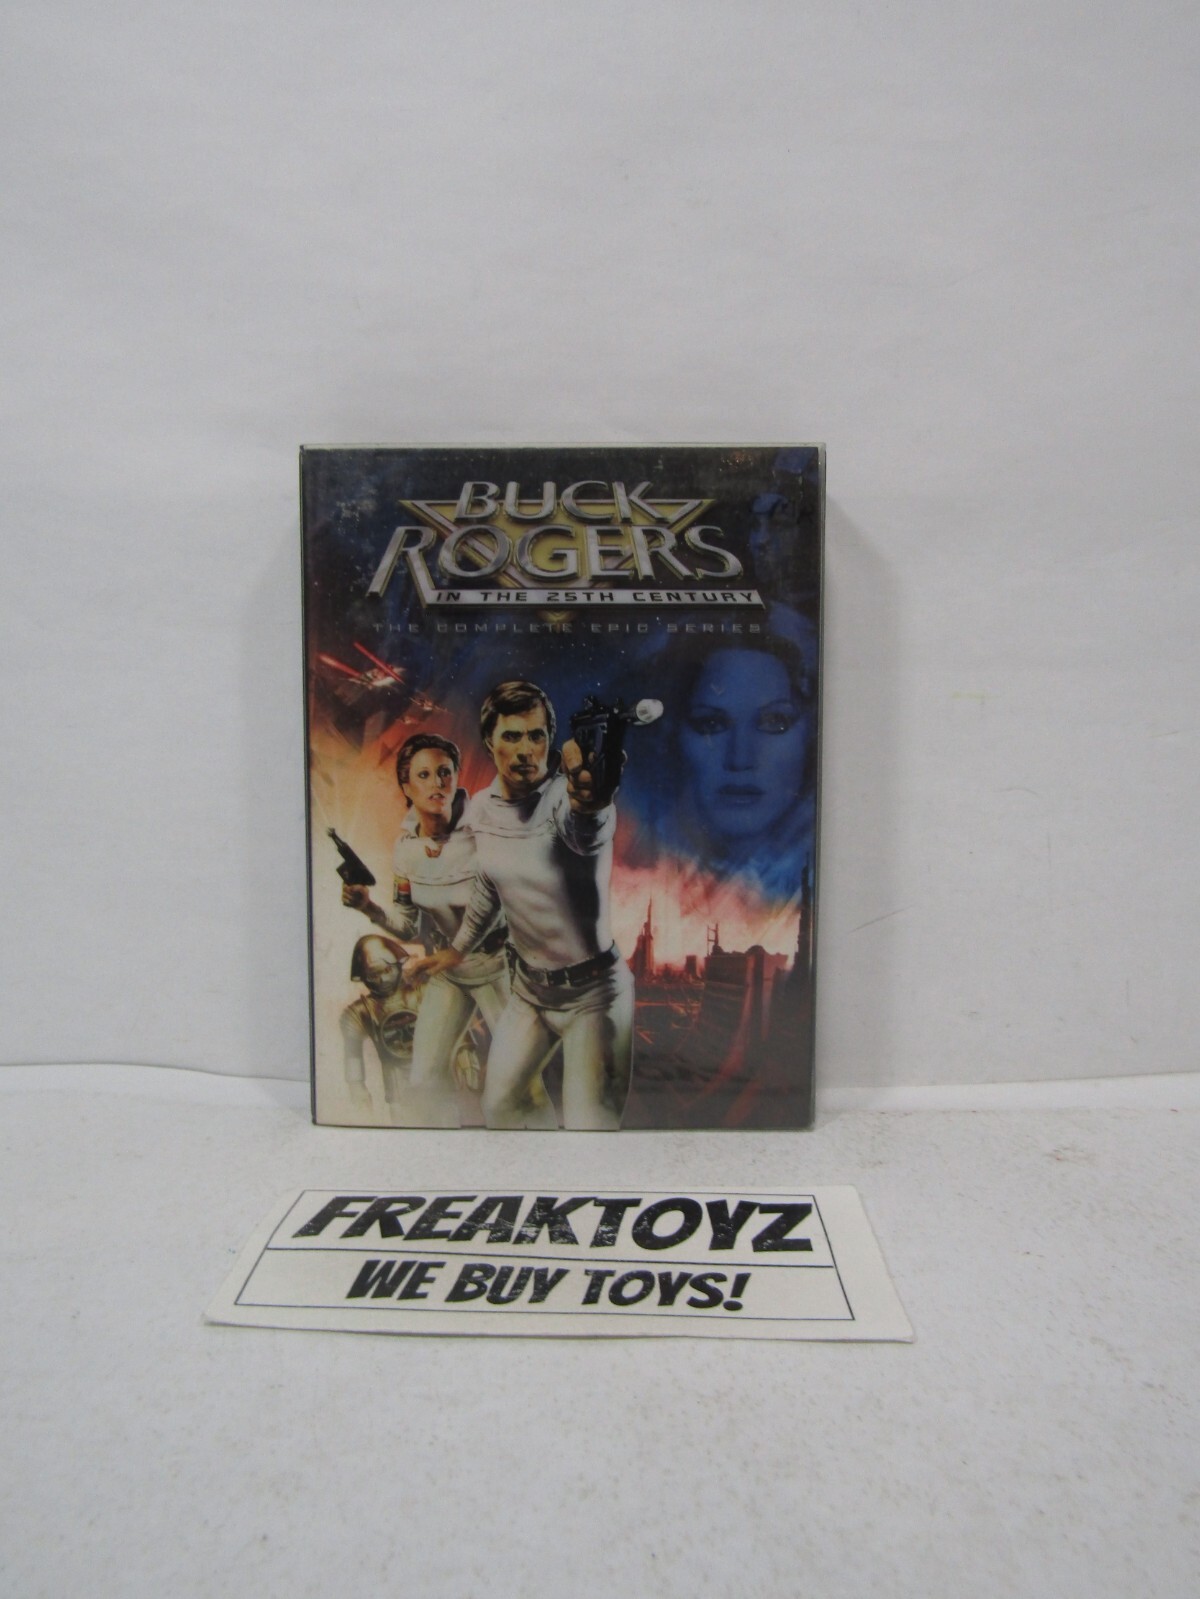 BUCK
ROGERS
IN THE 25TH CENTURY
THE COMPLETE EPIC SERIES
FREAKTOYZ
WE BUY TOYS!